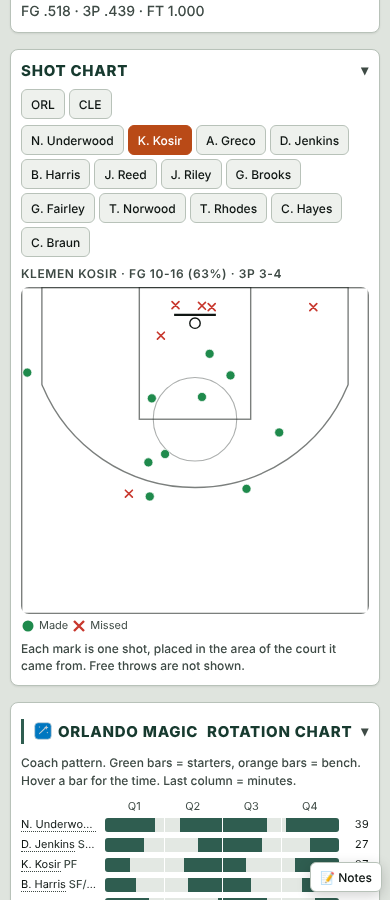 FG .518 · 3P .439 · FT 1.000
SHOT CHART ▼
ORL CLE
N. Underwood K. Kosir A. Greco D. Jenkins
B. Harris J. Reed J. Riley G. Brooks
G. Fairley T. Norwood T. Rhodes C. Hayes
C. Braun
KLEMEN KOSIR · FG 10-16 (63%) · 3P 3-4
Made Missed
Each mark is one shot, placed in the area of the court it
came from. Free throws are not shown.
ORLANDO MAGIC ROTATION CHART ▼
Coach pattern. Green bars = starters, orange bars = bench.
Hover a bar for the time. Last column = minutes.
Q1 Q2 Q3 Q4
N. Underwo... 39
D. Jenkins S... 27
K. Kosir PF
B. Harris SF/...
Notes